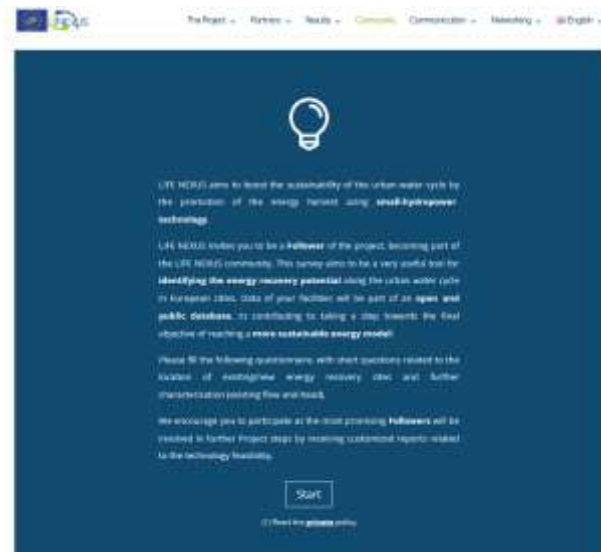 NEXUS
The Project Partners Results Community Communication Networking English
LIFE NEXUS aims to boost the sustainability of the urban water cycle by
the promotion of the energy harvest using small-hydropower
technology.
LIFE NEXUS invites you to be a Follower of the project, becoming part of
the LIFE NEXUS community. This survey aims to be a very useful tool for
identifying the energy recovery potential along the urban water cycle
in European cities. Data of your facilities will be part of an open and
public database, contributing to taking a step towards the final
objective of reaching a more sustainable energy model!
Please fill the following questionnaire, with short questions related to the
location of existing/new energy recovery sites and further
characterisation (existing flow and head).
We encourage you to participate as the most promising Followers will be
involved in further Project steps by receiving customized reports related
to the technology feasibility.
Start
(1) Read the private policy